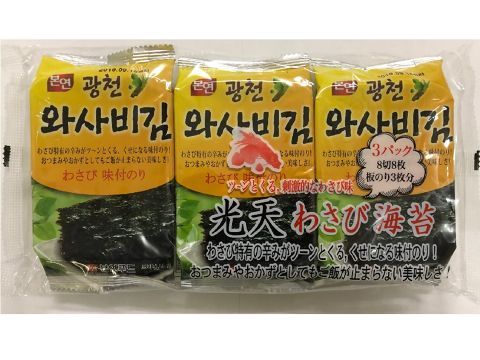 본연
광천
와사비김
わさび特有の辛みがツーンとくる、くせになる味付のり!
おつまみやおかずとしてもご飯が止まらない美味しさ!
わさび 味付のり
본연
광천
와사비김
본연
광천
와사비김
3パック
8切8枚
板のり3枚分
ツーンとくる、刺激的なわさび味
光天 わさび 海苔
わさび特有の辛みがツーンとくる、くせになる味付のり!
おつまみやおかずとしてもご飯が止まらない美味しさ!